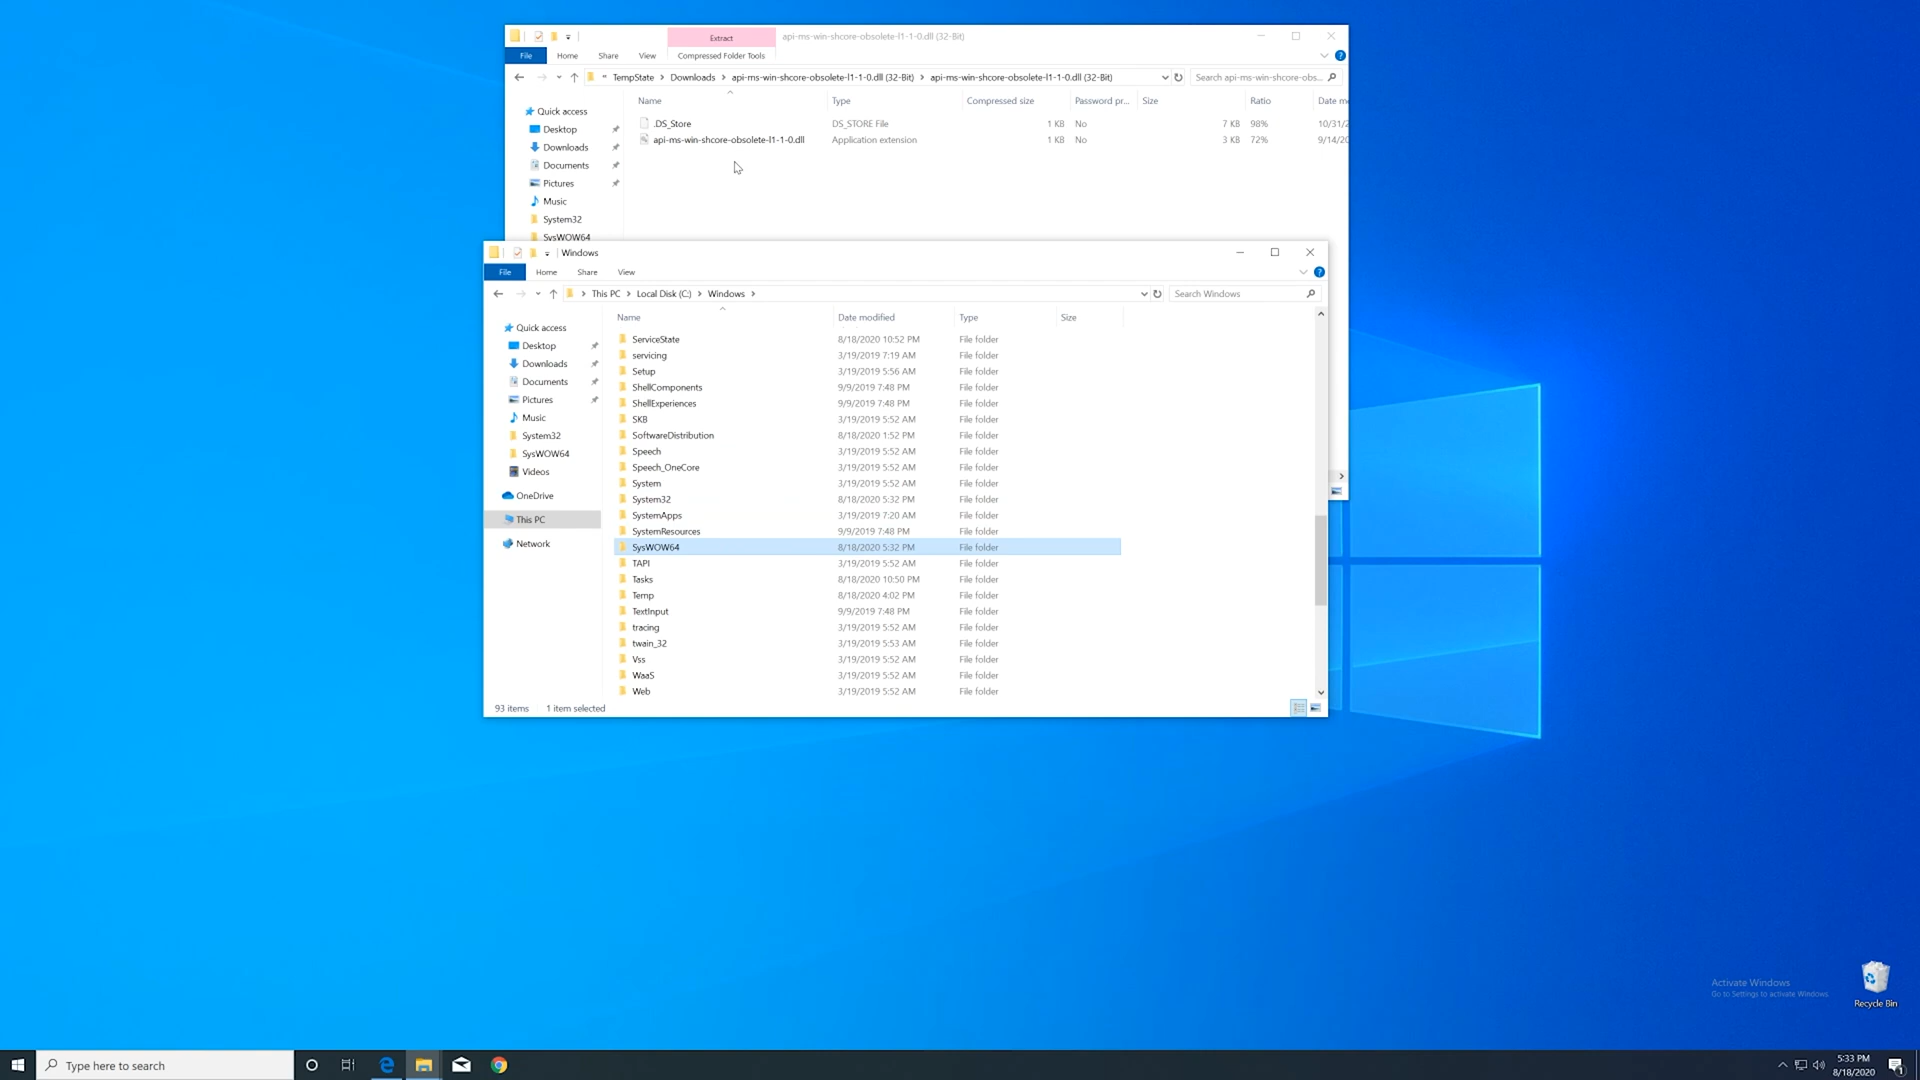 Extract
api-ms-win-shcore-obsolete-l1-1-0.dll (32-Bit)
File Home Share View Compressed Folder Tools
« TempState > Downloads > api-ms-win-shcore-obsolete-l1-1-0.dll (32-Bit) > api-ms-win-shcore-obsolete-l1-1-0.dll (32-Bit)
Search api-ms-win-shcore-obs...
Name Type Compressed size Password pr... Size Ratio Date m
.DS_Store DS_STORE File 1 KB No 7 KB 98% 10/31/2
api-ms-win-shcore-obsolete-l1-1-0.dll Application extension 1 KB No 3 KB 72% 9/14/20
Quick access
Desktop
Downloads
Documents
Pictures
Music
System32
SysWOW64
Windows
File Home Share View
> This PC > Local Disk (C:) > Windows >
Search Windows
Name Date modified Type Size
Quick access
Desktop
Downloads
Documents
Pictures
Music
System32
SysWOW64
Videos
OneDrive
This PC
Network
ServiceState 8/18/2020 10:52 PM File folder
servicing 3/19/2019 7:19 AM File folder
Setup 3/19/2019 5:56 AM File folder
ShellComponents 9/9/2019 7:48 PM File folder
ShellExperiences 9/9/2019 7:48 PM File folder
SKB 3/19/2019 5:52 AM File folder
SoftwareDistribution 8/18/2020 1:52 PM File folder
Speech 3/19/2019 5:52 AM File folder
Speech_OneCore 3/19/2019 5:52 AM File folder
System 3/19/2019 5:52 AM File folder
System32 8/18/2020 5:32 PM File folder
SystemApps 3/19/2019 7:20 AM File folder
SystemResources 9/9/2019 7:48 PM File folder
SysWOW64 8/18/2020 5:32 PM File folder
TAPI 3/19/2019 5:52 AM File folder
Tasks 8/18/2020 10:50 PM File folder
Temp 8/18/2020 4:02 PM File folder
TextInput 9/9/2019 7:48 PM File folder
tracing 3/19/2019 5:52 AM File folder
twain_32 3/19/2019 5:53 AM File folder
Vss 3/19/2019 5:52 AM File folder
WaaS 3/19/2019 5:52 AM File folder
Web 3/19/2019 5:52 AM File folder
93 items 1 item selected
Activate Windows
Go to Settings to activate Windows.
Recycle Bin
Type here to search
5:33 PM
8/18/2020
1